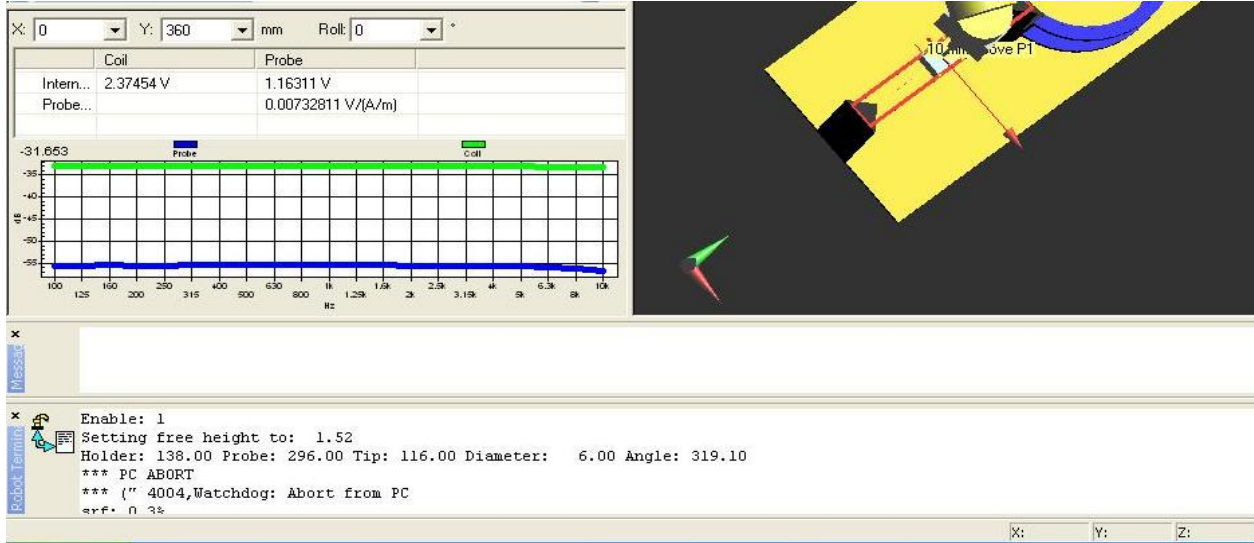 X: 0 Y: 360 mm Roll: 0 °
Coil Probe
Intern... 2.37454 V 1.16311 V
Probe... 0.00732811 V/(A/m)
-31.653
Probe Coil
-35
-40
-45
-50
-55
dB
100 160 250 400 630 1k 1.6k 2.5k 4k 6.3k 10k
125 200 315 500 800 1.25k 2k 3.15k 5k 8k
Hz
10 ove P1
Messag
Robot Termin
Enable: 1
Setting free height to: 1.52
Holder: 138.00 Probe: 296.00 Tip: 116.00 Diameter: 6.00 Angle: 319.10
*** PC ABORT
*** (" 4004,Watchdog: Abort from PC
X: Y: Z: